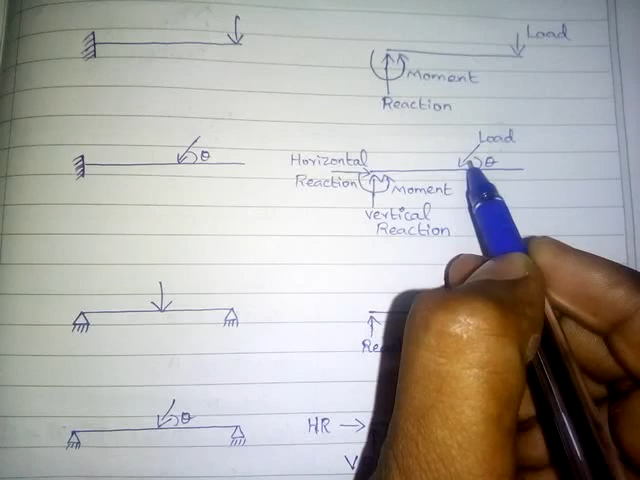 Load
Moment
Reaction
θ
Load
Horizontal
θ
Reaction
Moment
Vertical
Reaction
θ
HR →